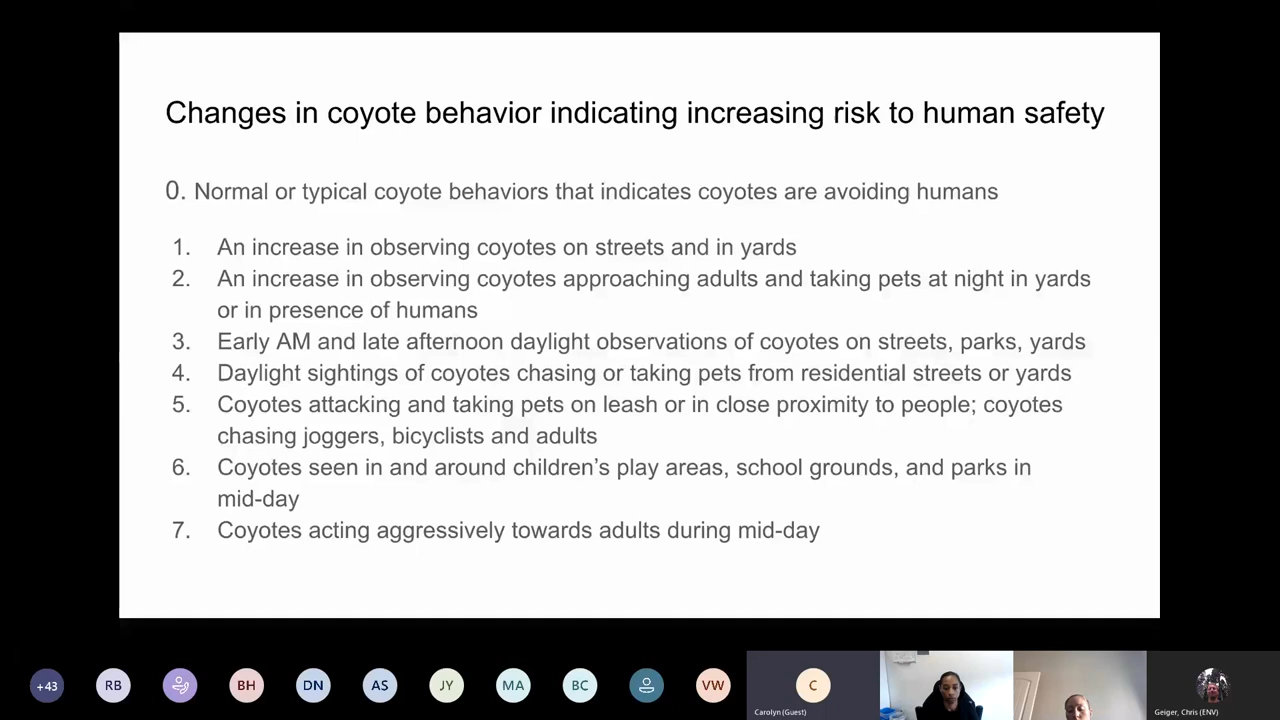 Changes in coyote behavior indicating increasing risk to human safety
0. Normal or typical coyote behaviors that indicates coyotes are avoiding humans
1. An increase in observing coyotes on streets and in yards
2. An increase in observing coyotes approaching adults and taking pets at night in yards
or in presence of humans
3. Early AM and late afternoon daylight observations of coyotes on streets, parks, yards
4. Daylight sightings of coyotes chasing or taking pets from residential streets or yards
5. Coyotes attacking and taking pets on leash or in close proximity to people; coyotes
chasing joggers, bicyclists and adults
6. Coyotes seen in and around children’s play areas, school grounds, and parks in
mid-day
7. Coyotes acting aggressively towards adults during mid-day
+43 RB BH DN AS JY MA BC VW C
Carolyn (Guest) Geiger, Chris (ENV)